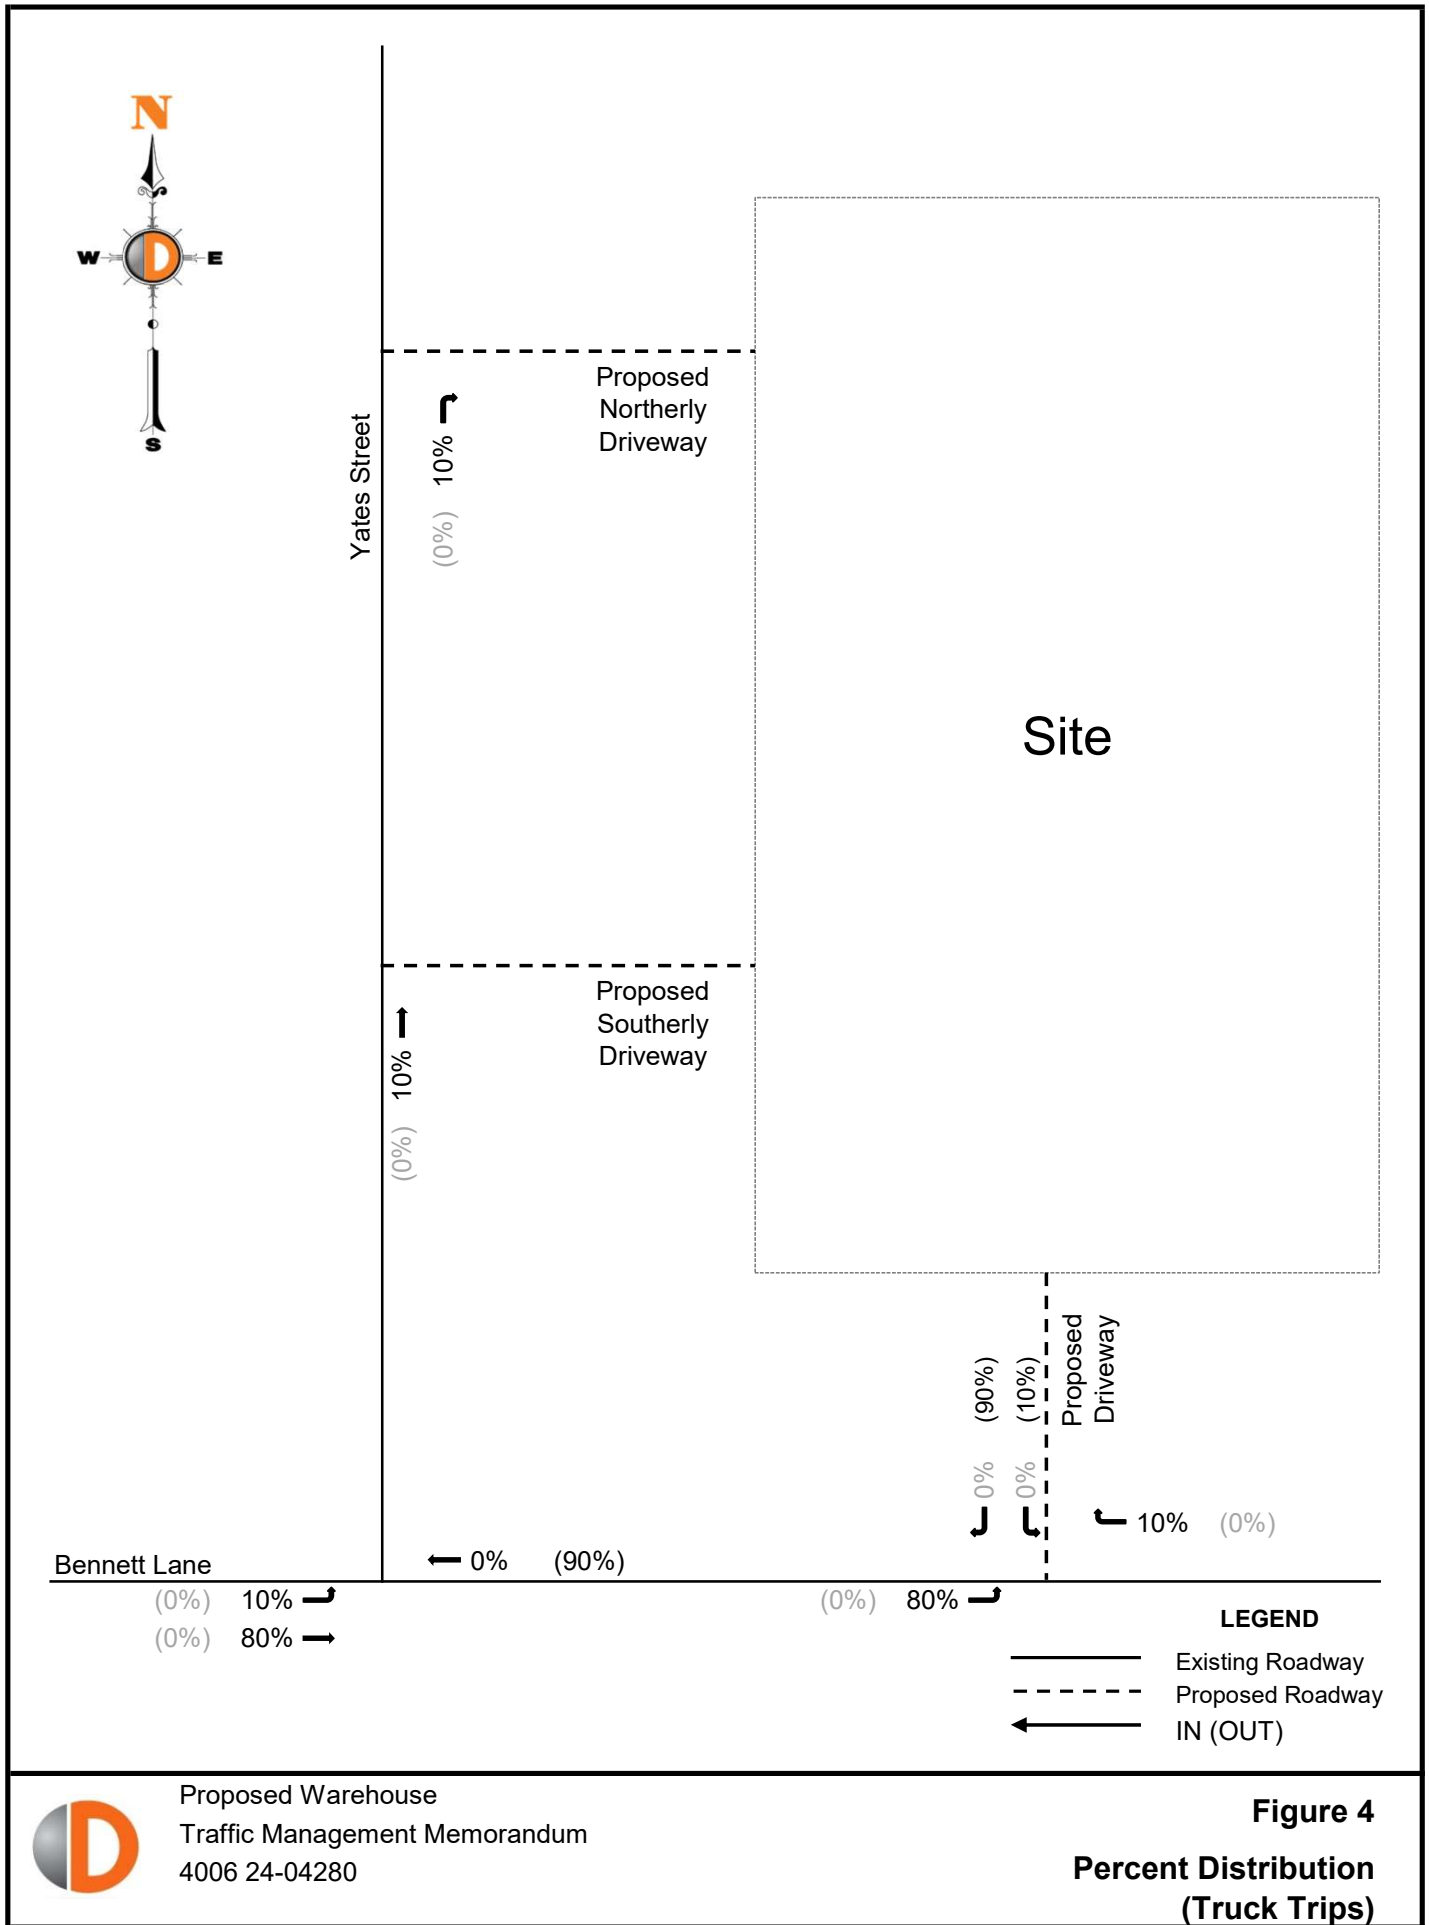 N
W
D
E
S
Proposed
Northerly
Driveway
Yates Street
(0%) 10%
Site
Proposed
Southerly
Driveway
(0%) 10%
Proposed
Driveway
0% (90%)
0% (10%)
10% (0%)
Bennett Lane
0% (90%)
(0%) 10%
(0%) 80%
(0%) 80%
LEGEND
Existing Roadway
Proposed Roadway
IN (OUT)
D
Proposed Warehouse
Traffic Management Memorandum
4006 24-04280
Figure 4
Percent Distribution
(Truck Trips)